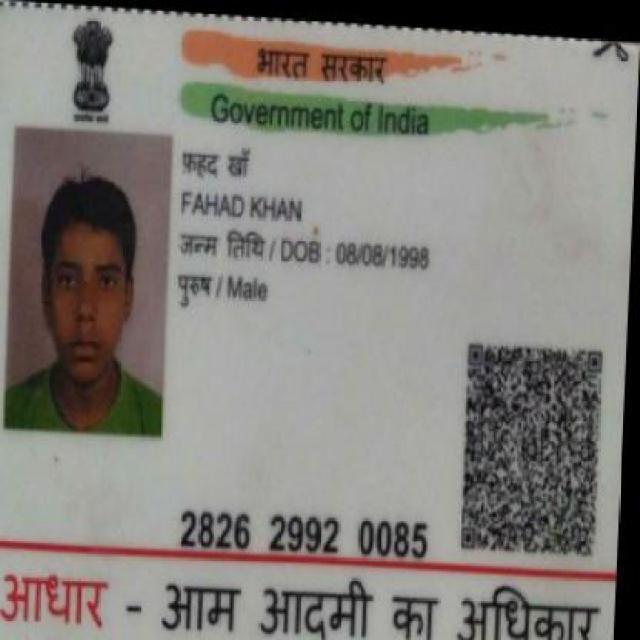 भारत सरकार
Government of India
फ़हद खाँ
FAHAD KHAN
जन्म तिथि / DOB : 08/08/1998
पुरुष / Male
2826 2992 0085
आधार - आम आदमी का अधिकार